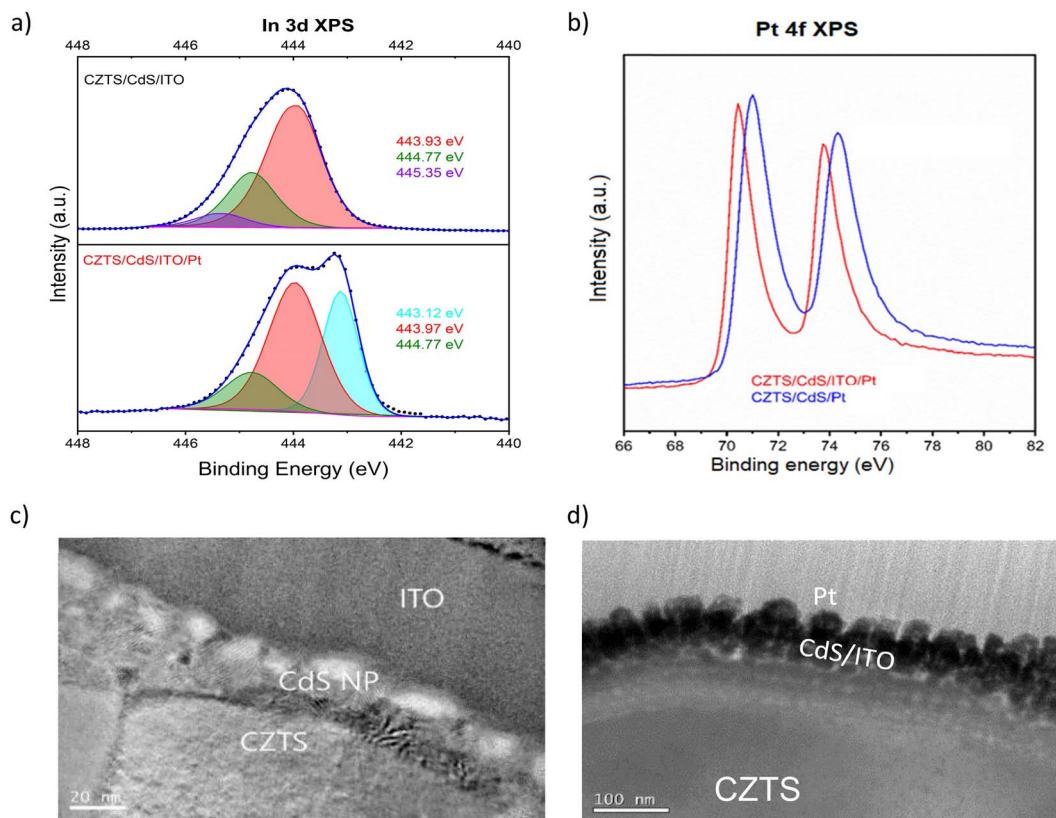 a)
In 3d XPS
448 446 444 442 440
CZTS/CdS/ITO
443.93 eV
444.77 eV
445.35 eV
CZTS/CdS/ITO/Pt
443.12 eV
443.97 eV
444.77 eV
Intensity (a.u.)
448 446 444 442 440
Binding Energy (eV)
b)
Pt 4f XPS
Intensity (a.u.)
CZTS/CdS/ITO/Pt
CZTS/CdS/Pt
66 68 70 72 74 76 78 80 82
Binding energy (eV)
c)
ITO
CdS NP
CZTS
20 nm
d)
Pt
CdS/ITO
CZTS
100 nm